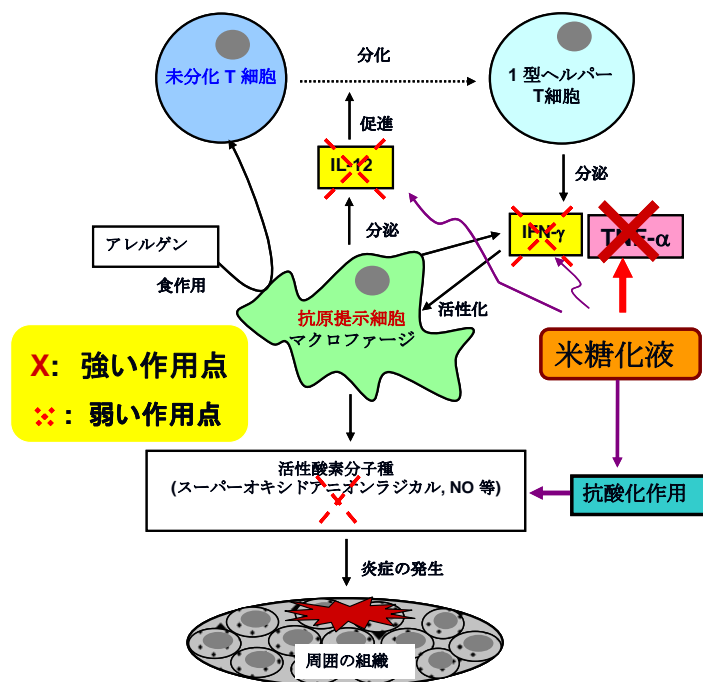 未分化 T 細胞
分化
1 型ヘルパー
T細胞
促進
IL-12
分泌
分泌
IFN-γ
TNF-α
アレルゲン
食作用
活性化
抗原提示細胞
マクロファージ
米糖化液
X: 強い作用点
: 弱い作用点
活性酸素分子種
(スーパーオキシドアニオンラジカル, NO 等)
抗酸化作用
炎症の発生
周囲の組織